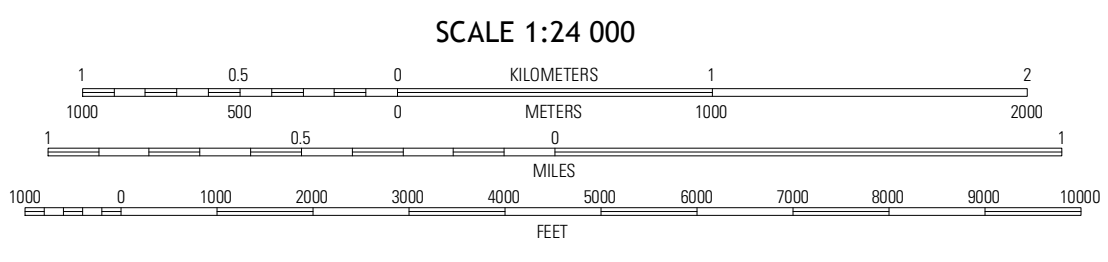 SCALE 1:24 000
1 0.5 0 KILOMETERS 1 2
1000 500 0 METERS 1000 2000
1 0.5 0 1
MILES
1000 0 1000 2000 3000 4000 5000 6000 7000 8000 9000 10000
FEET